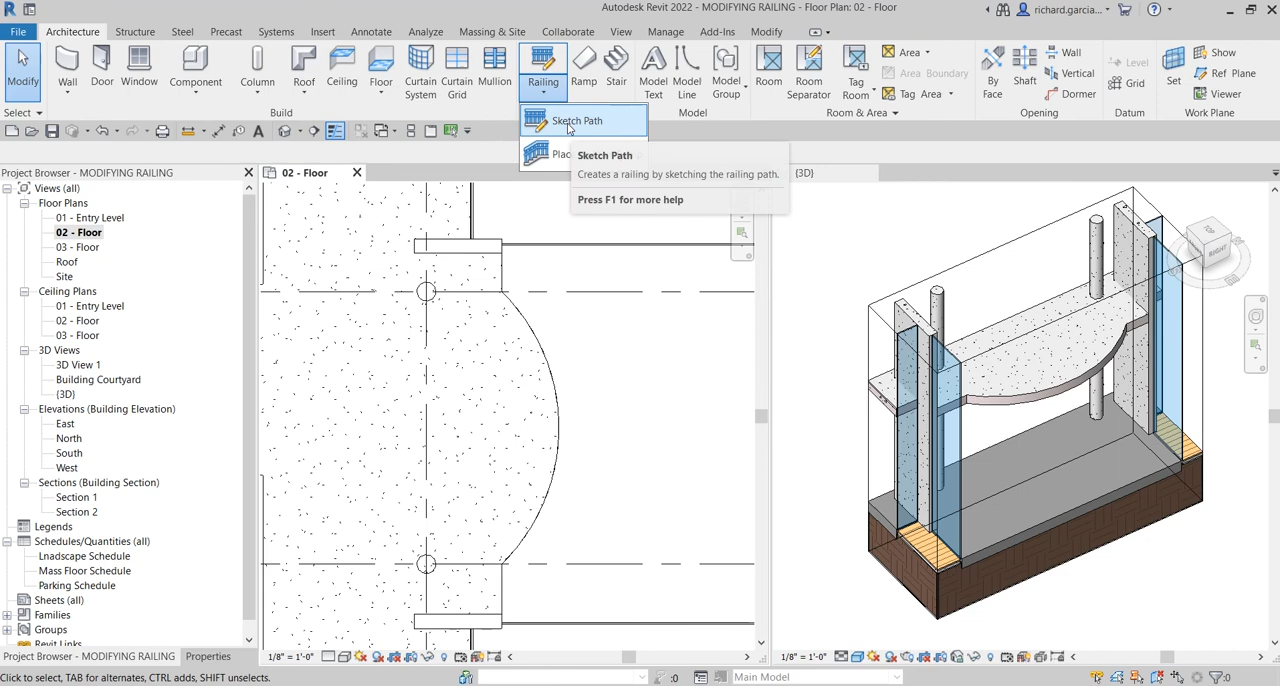 Autodesk Revit 2022 - MODIFYING RAILING - Floor Plan: 02 - Floor
richard.garcia...
File Architecture Structure Steel Precast Systems Insert Annotate Analyze Massing & Site Collaborate View Manage Add-Ins Modify
Modify Wall Door Window Component Column Roof Ceiling Floor Curtain System Curtain Grid Mullion Railing Ramp Stair Model Text Model Line Model Group Room Room Separator Tag Room Area Area Boundary Tag Area By Face Shaft Wall Vertical Dormer Level Grid Set Show Ref Plane Viewer
Select Build Model Room & Area Opening Datum Work Plane
Sketch Path
Plac
Sketch Path
Creates a railing by sketching the railing path.
Press F1 for more help
Project Browser - MODIFYING RAILING
02 - Floor
{3D}
Views (all)
Floor Plans
01 - Entry Level
02 - Floor
03 - Floor
Roof
Site
Ceiling Plans
01 - Entry Level
02 - Floor
03 - Floor
3D Views
3D View 1
Building Courtyard
{3D}
Elevations (Building Elevation)
East
North
South
West
Sections (Building Section)
Section 1
Section 2
Legends
Schedules/Quantities (all)
Lnadscape Schedule
Mass Floor Schedule
Parking Schedule
Sheets (all)
Families
Groups
Revit Links
TOP
RIGHT
Project Browser - MODIFYING RAILING Properties
1/8" = 1'-0"
1/8" = 1'-0"
Click to select, TAB for alternates, CTRL adds, SHIFT unselects.
:0
Main Model
:0